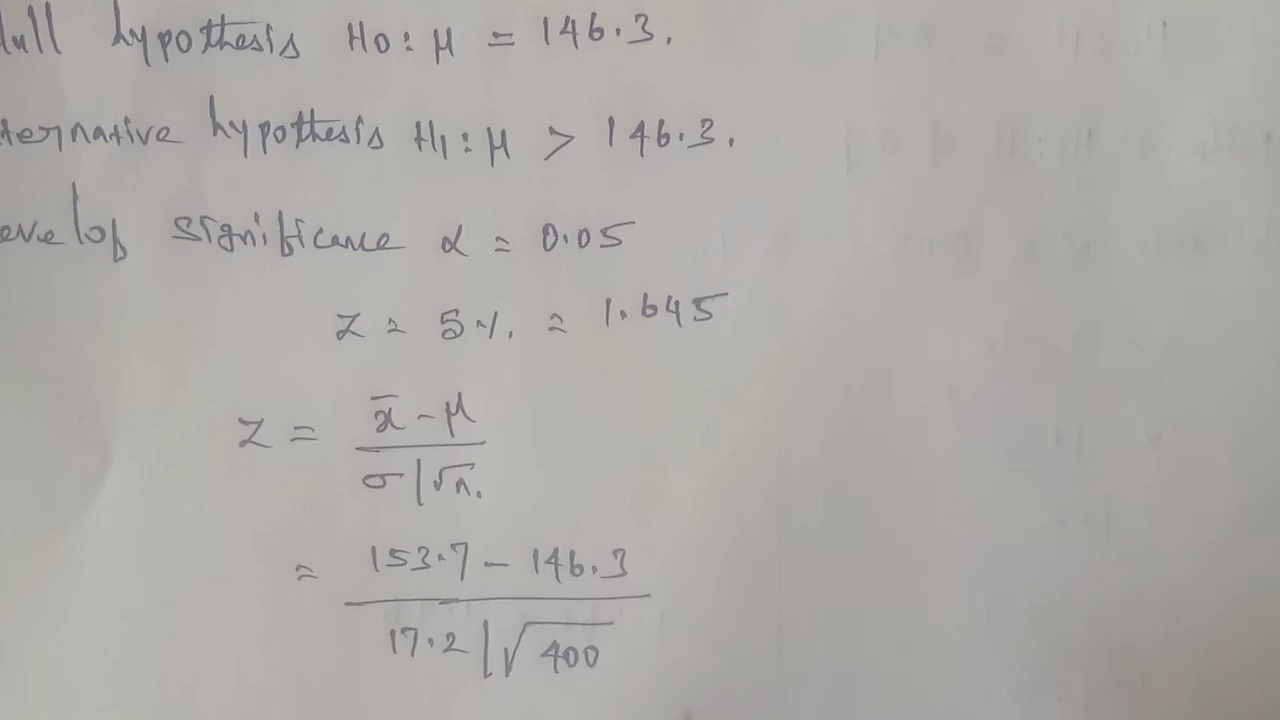 Null hypothesis H0 : μ = 146.3.
ternative hypothesis H1 : μ > 146.3.
evel of significance α = 0.05
Z = 5%. = 1.645
Z = x̄ - μ / σ/√n.
= 153.7 - 146.3 / 17.2/√400